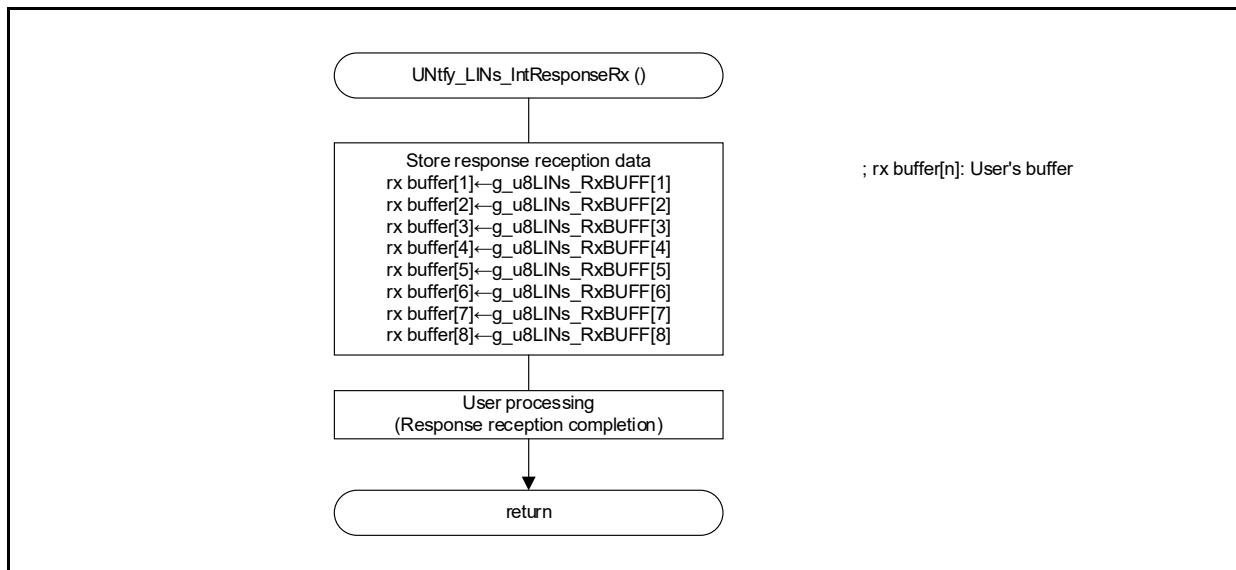 UNtfy_LINs_IntResponseRx ()
Store response reception data
rx buffer[1]←g_u8LINs_RxBUFF[1]
rx buffer[2]←g_u8LINs_RxBUFF[2]
rx buffer[3]←g_u8LINs_RxBUFF[3]
rx buffer[4]←g_u8LINs_RxBUFF[4]
rx buffer[5]←g_u8LINs_RxBUFF[5]
rx buffer[6]←g_u8LINs_RxBUFF[6]
rx buffer[7]←g_u8LINs_RxBUFF[7]
rx buffer[8]←g_u8LINs_RxBUFF[8]
; rx buffer[n]: User's buffer
User processing
(Response reception completion)
return